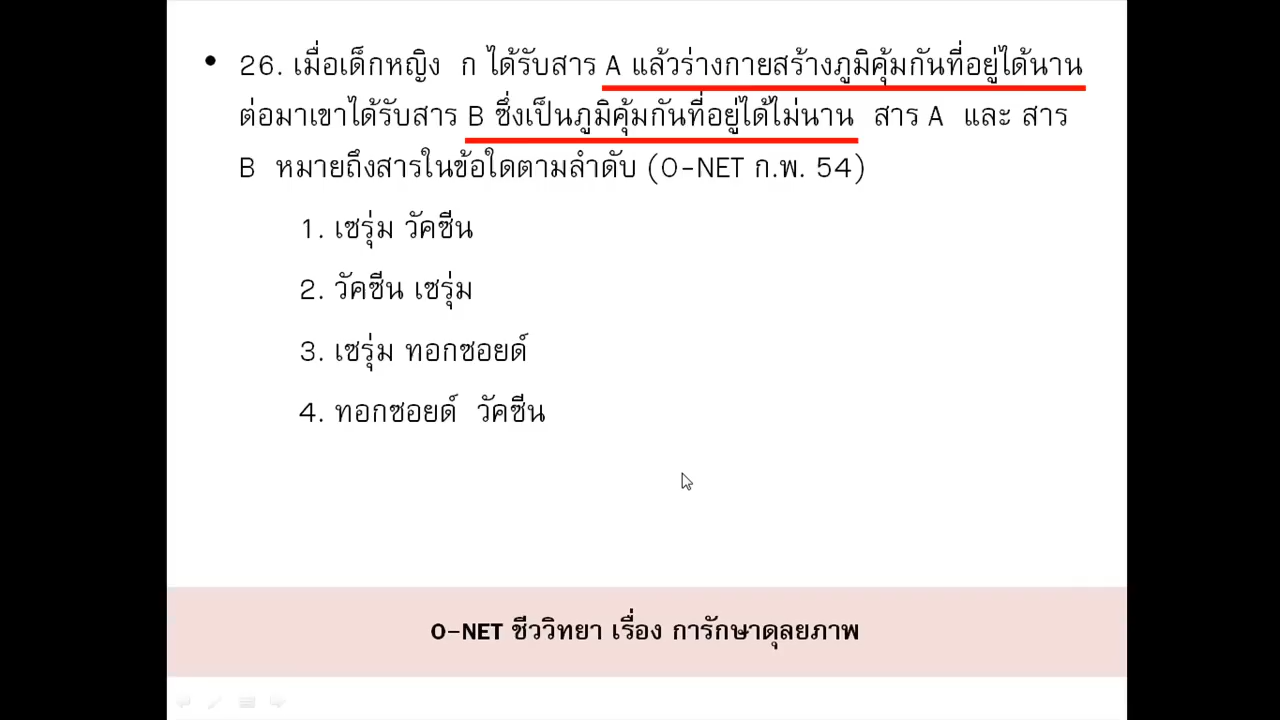 • 26. เมื่อเด็กหญิง ก ได้รับสาร A แล้วร่างกายสร้างภูมิคุ้มกันที่อยู่ได้นาน
ต่อมาเขาได้รับสาร B ซึ่งเป็นภูมิคุ้มกันที่อยู่ได้ไม่นาน สาร A และ สาร
B หมายถึงสารในข้อใดตามลำดับ (O-NET ก.พ. 54)
1. เซรุ่ม วัคซีน
2. วัคซีน เซรุ่ม
3. เซรุ่ม ทอกซอยด์
4. ทอกซอยด์ วัคซีน
O-NET ชีววิทยา เรื่อง การักษาดุลยภาพ